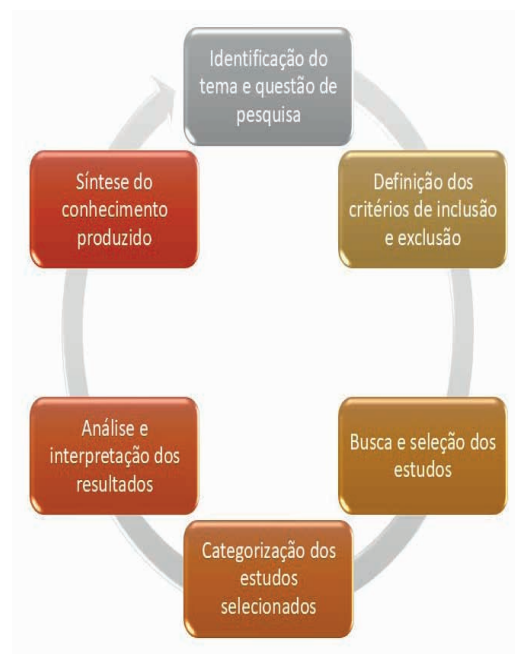 Identificação do
tema e questão de
pesquisa
Definição dos
critérios de inclusão
e exclusão
Busca e seleção dos
estudos
Categorização dos
estudos
selecionados
Análise e
interpretação dos
resultados
Síntese do
conhecimento
produzido